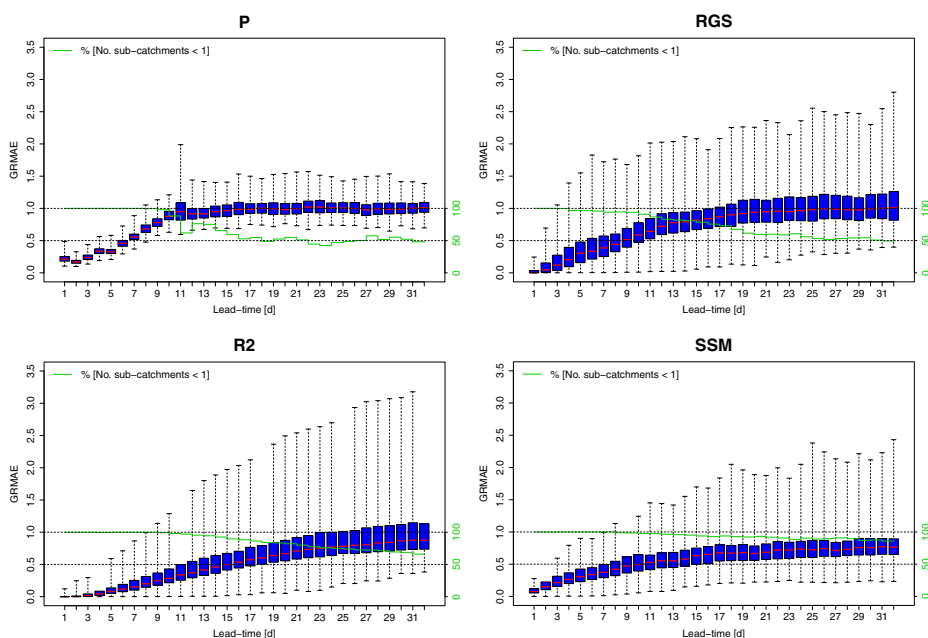 P
% [No. sub-catchments < 1]
GRMAE
0.0 0.5 1.0 1.5 2.0 2.5 3.0 3.5
0 50 100
1 3 5 7 9 11 13 15 17 19 21 23 25 27 29 31
Lead-time [d]
RGS
% [No. sub-catchments < 1]
GRMAE
0.0 0.5 1.0 1.5 2.0 2.5 3.0 3.5
0 50 100
1 3 5 7 9 11 13 15 17 19 21 23 25 27 29 31
Lead-time [d]
R2
% [No. sub-catchments < 1]
GRMAE
0.0 0.5 1.0 1.5 2.0 2.5 3.0 3.5
0 50 100
1 3 5 7 9 11 13 15 17 19 21 23 25 27 29 31
Lead-time [d]
SSM
% [No. sub-catchments < 1]
GRMAE
0.0 0.5 1.0 1.5 2.0 2.5 3.0 3.5
0 50 100
1 3 5 7 9 11 13 15 17 19 21 23 25 27 29 31
Lead-time [d]